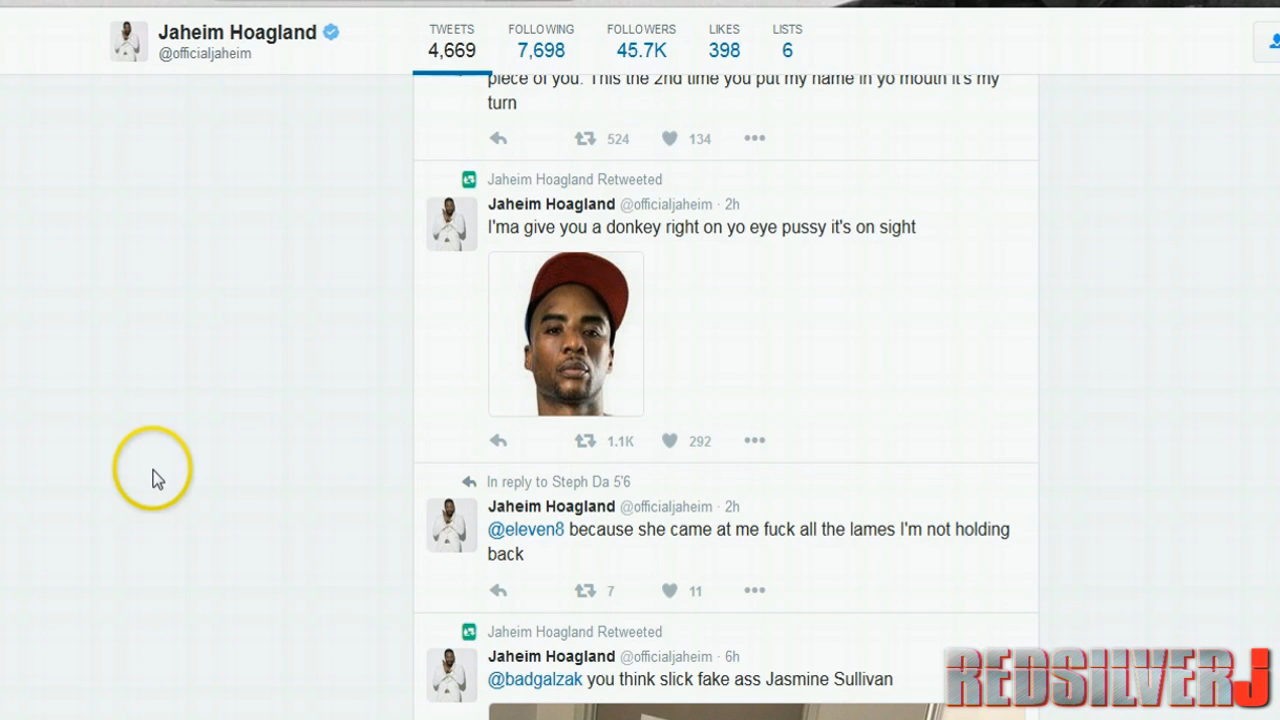 Jaheim Hoagland
@officialjaheim
TWEETS FOLLOWING FOLLOWERS LIKES LISTS
4,669 7,698 45.7K 398 6
piece of you. This the 2nd time you put my name in yo mouth it's my
turn
524 134
Jaheim Hoagland Retweeted
Jaheim Hoagland @officialjaheim · 2h
I'ma give you a donkey right on yo eye pussy it's on sight
1.1K 292
In reply to Steph Da 5'6
Jaheim Hoagland @officialjaheim · 2h
@eleven8 because she came at me fuck all the lames I'm not holding
back
7 11
Jaheim Hoagland Retweeted
Jaheim Hoagland @officialjaheim · 6h
@badgalzak you think slick fake ass Jasmine Sullivan
REDSILVERJ